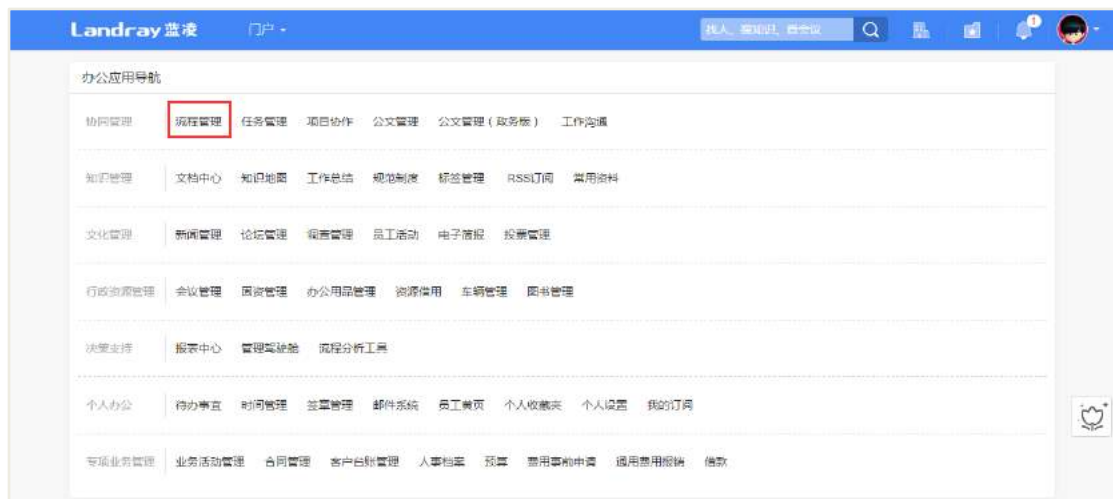 Landray蓝凌 门户 找人、搜知识、查会议 1
办公应用导航
协同管理 流程管理 任务管理 项目协作 公文管理 公文管理（政务版） 工作沟通
知识管理 文档中心 知识地图 工作总结 规范制度 标签管理 RSS订阅 常用资料
文化管理 新闻管理 论坛管理 调查管理 员工活动 电子简报 投票管理
行政资源管理 会议管理 固资管理 办公用品管理 资源借用 车辆管理 图书管理
决策支持 报表中心 管理驾驶舱 流程分析工具
个人办公 待办事宜 时间管理 签章管理 邮件系统 员工黄页 个人收藏夹 个人设置 我的订阅
专项业务管理 业务活动管理 合同管理 客户台账管理 人事档案 预算 费用事前申请 通用费用报销 借款